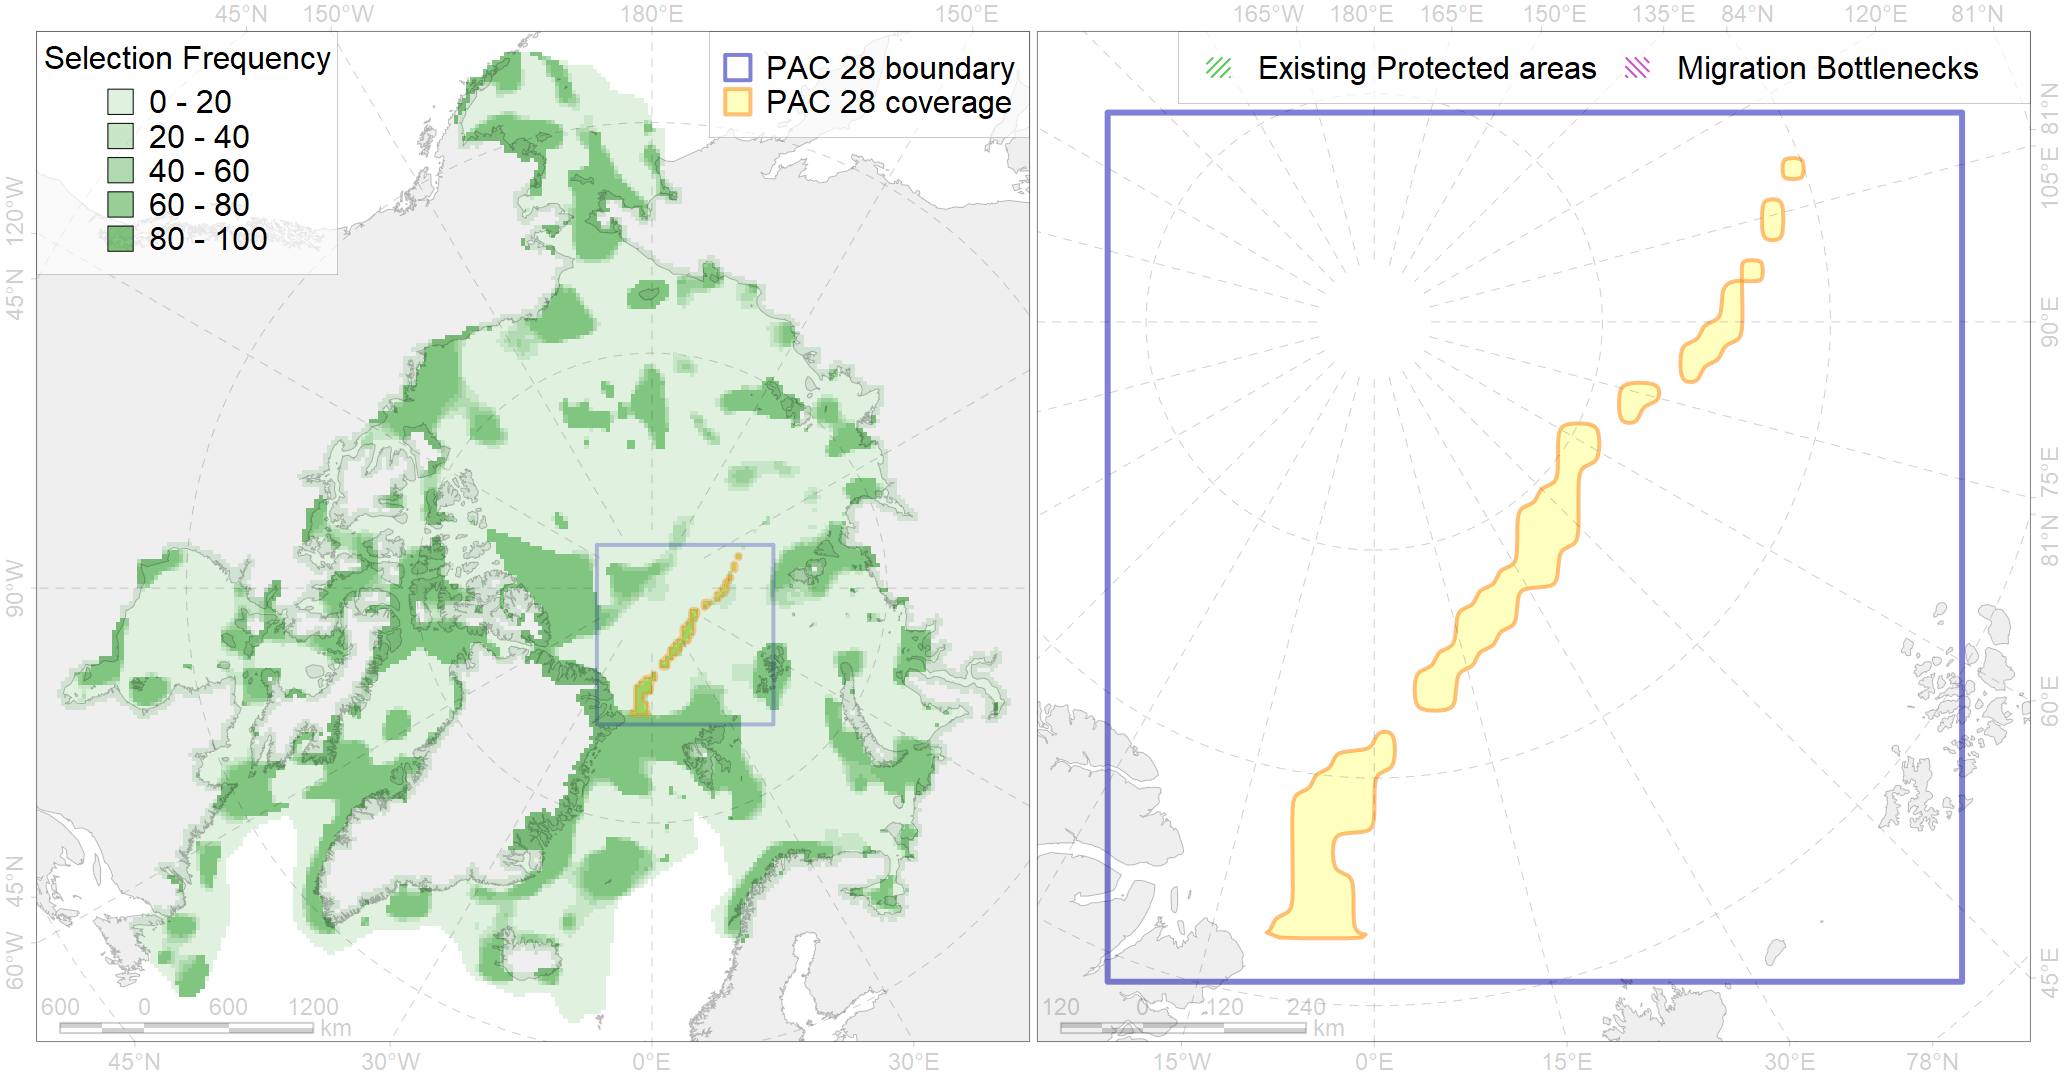 45°N 150°W 180°E 150°E
165°W 180°E 165°E 150°E 135°E 84°N 120°E 81°N
Selection Frequency
0 - 20
20 - 40
40 - 60
60 - 80
80 - 100
PAC 28 boundary
PAC 28 coverage
Existing Protected areas
Migration Bottlenecks
120°W
45°N
90°W
45°N
60°W
81°N
105°E
90°E
75°E
81°N
60°E
45°E
600 0 600 1200
km
120 0 120 240
km
45°N 30°W 0°E 30°E
15°W 0°E 15°E 30°E 78°N